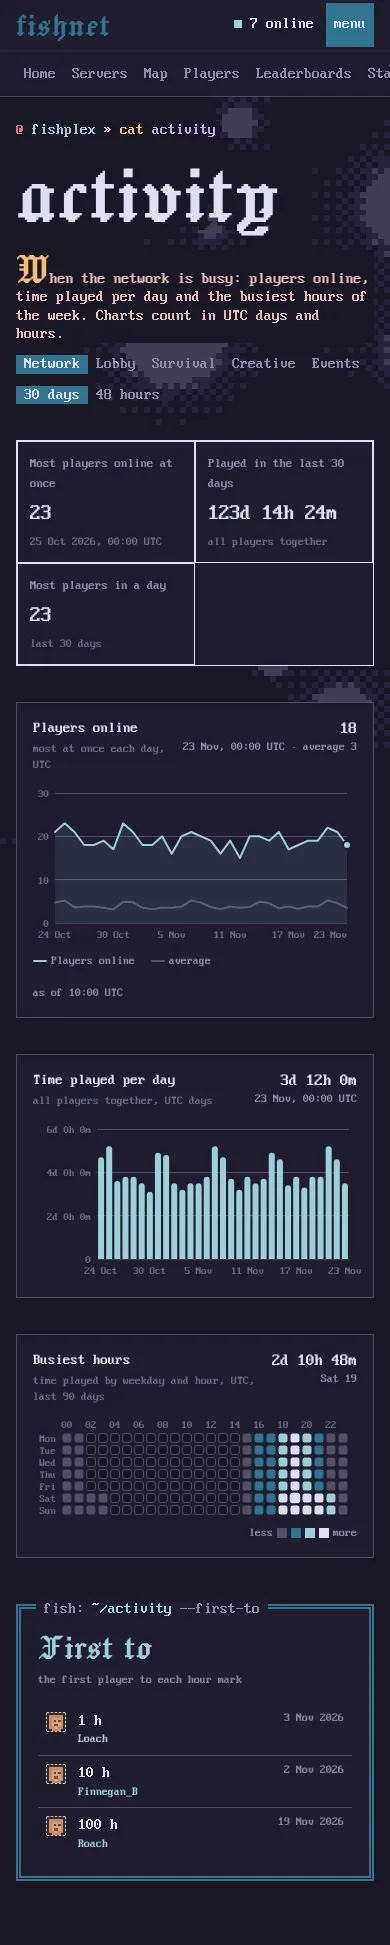 fishnet
7 online
menu
Home Servers Map Players Leaderboards Sta
@ fishplex » cat activity
activity
When the network is busy: players online,
time played per day and the busiest hours of
the week. Charts count in UTC days and
hours.
Network Lobby Survival Creative Events
30 days 48 hours
Most players online at
once
23
25 Oct 2026, 00:00 UTC
Played in the last 30
days
123d 14h 24m
all players together
Most players in a day
23
last 30 days
Players online 18
most at once each day,
UTC
23 Nov, 00:00 UTC · average 3
30
20
10
0
24 Oct 30 Oct 5 Nov 11 Nov 17 Nov 23 Nov
Players online average
as of 10:00 UTC
Time played per day 3d 12h 0m
all players together, UTC days 23 Nov, 00:00 UTC
6d 0h 0m
4d 0h 0m
2d 0h 0m
0
24 Oct 30 Oct 5 Nov 11 Nov 17 Nov 23 Nov
Busiest hours 2d 10h 48m
time played by weekday and hour, UTC,
last 90 days
Sat 19
00 02 04 06 08 10 12 14 16 18 20 22
Mon
Tue
Wed
Thu
Fri
Sat
Sun
less more
fish: ~/activity --first-to
First to
the first player to each hour mark
1 h 3 Nov 2026
Loach
10 h 2 Nov 2026
Finnegan_B
100 h 19 Nov 2026
Roach